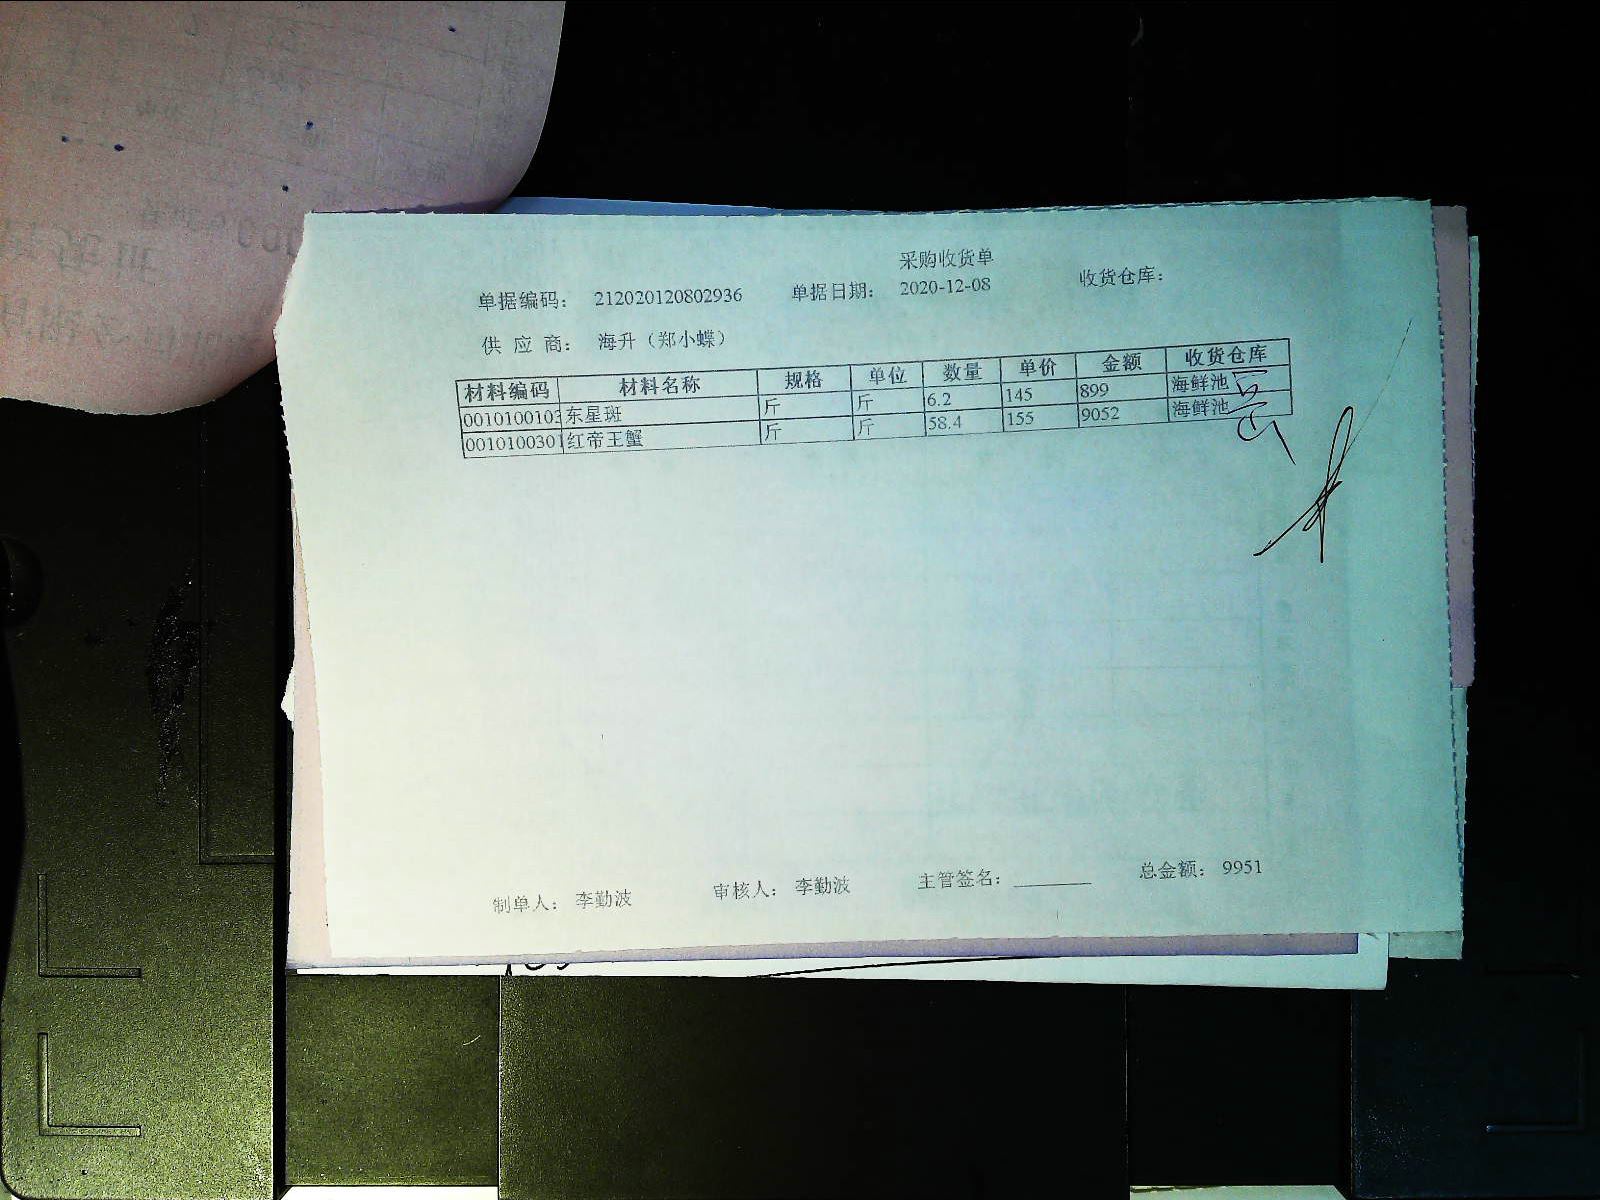 采购收货单
单据编码： 212020120802936 单据日期： 2020-12-08 收货仓库：
供 应 商： 海升（郑小蝶）
材料编码 材料名称 规格 单位 数量 单价 金额 收货仓库
0010100103 东星斑 斤 斤 6.2 145 899 海鲜池
0010100301 红帝王蟹 斤 斤 58.4 155 9052 海鲜池
制单人： 李勤波 审核人： 李勤波 主管签名： 总金额： 9951